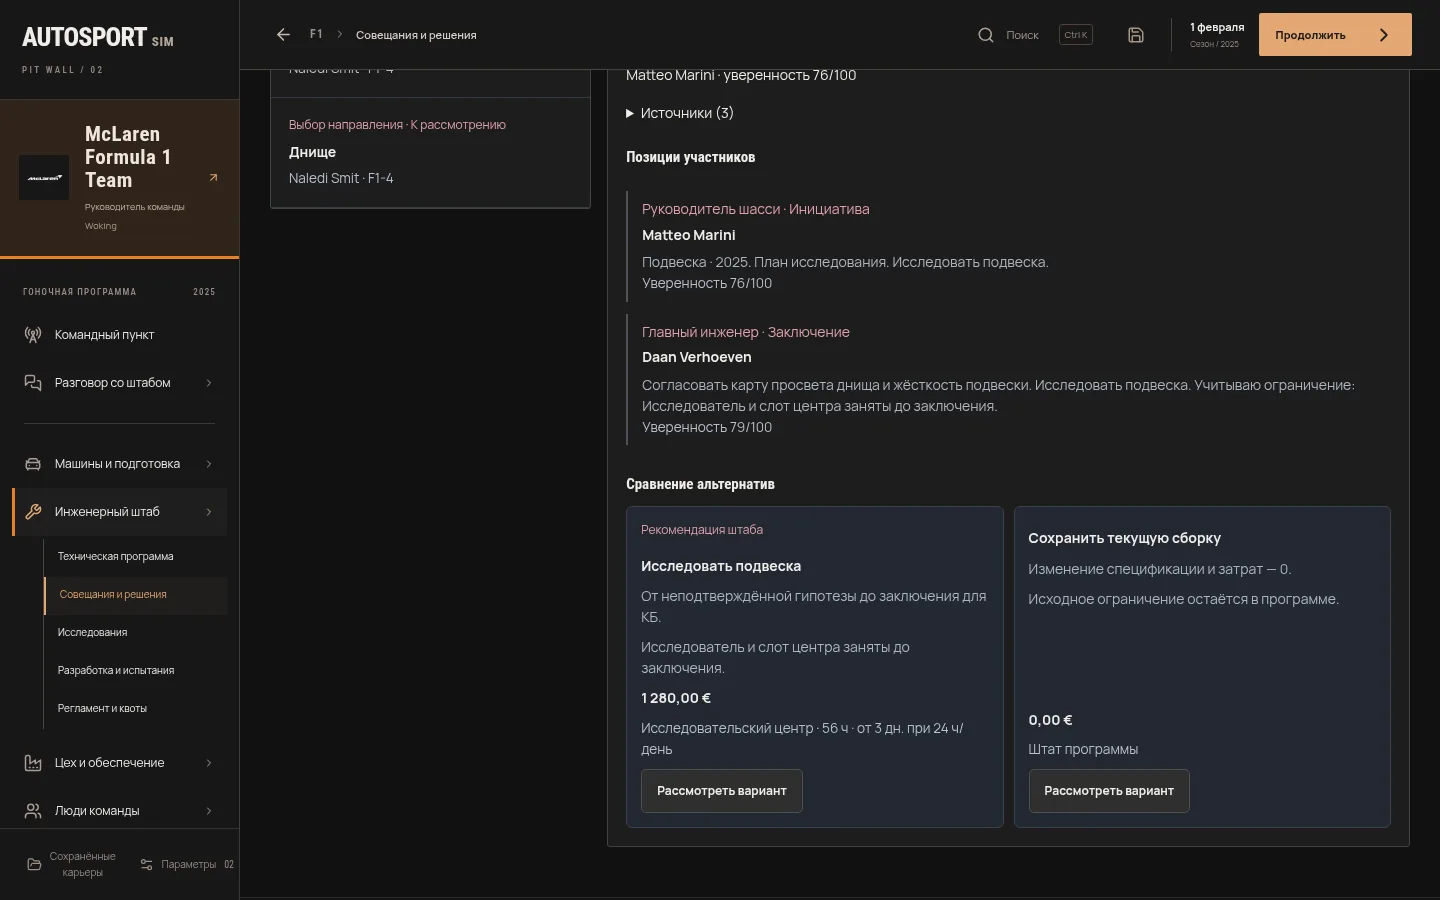 AUTOSPORT SIM
PIT WALL / 02
F1
Совещания и решения
Поиск
Ctrl K
1 февраля
Сезон / 2025
Продолжить
McLaren
Formula 1
Team
Руководитель команды
Woking
ГОНОЧНАЯ ПРОГРАММА 2025
Командный пункт
Разговор со штабом
Машины и подготовка
Инженерный штаб
Техническая программа
Совещания и решения
Исследования
Разработка и испытания
Регламент и квоты
Цех и обеспечение
Люди команды
Сохранённые
карьеры
Параметры 02
Naledi Smit · F1-4
Выбор направления · К рассмотрению
Днище
Naledi Smit · F1-4
Matteo Marini · уверенность 76/100
Источники (3)
Позиции участников
Руководитель шасси · Инициатива
Matteo Marini
Подвеска · 2025. План исследования. Исследовать подвеска.
Уверенность 76/100
Главный инженер · Заключение
Daan Verhoeven
Согласовать карту просвета днища и жёсткость подвески. Исследовать подвеска. Учитываю ограничение:
Исследователь и слот центра заняты до заключения.
Уверенность 79/100
Сравнение альтернатив
Рекомендация штаба
Исследовать подвеска
От неподтверждённой гипотезы до заключения для
КБ.
Исследователь и слот центра заняты до
заключения.
1 280,00 €
Исследовательский центр · 56 ч · от 3 дн. при 24 ч/
день
Рассмотреть вариант
Сохранить текущую сборку
Изменение спецификации и затрат — 0.
Исходное ограничение остаётся в программе.
0,00 €
Штат программы
Рассмотреть вариант